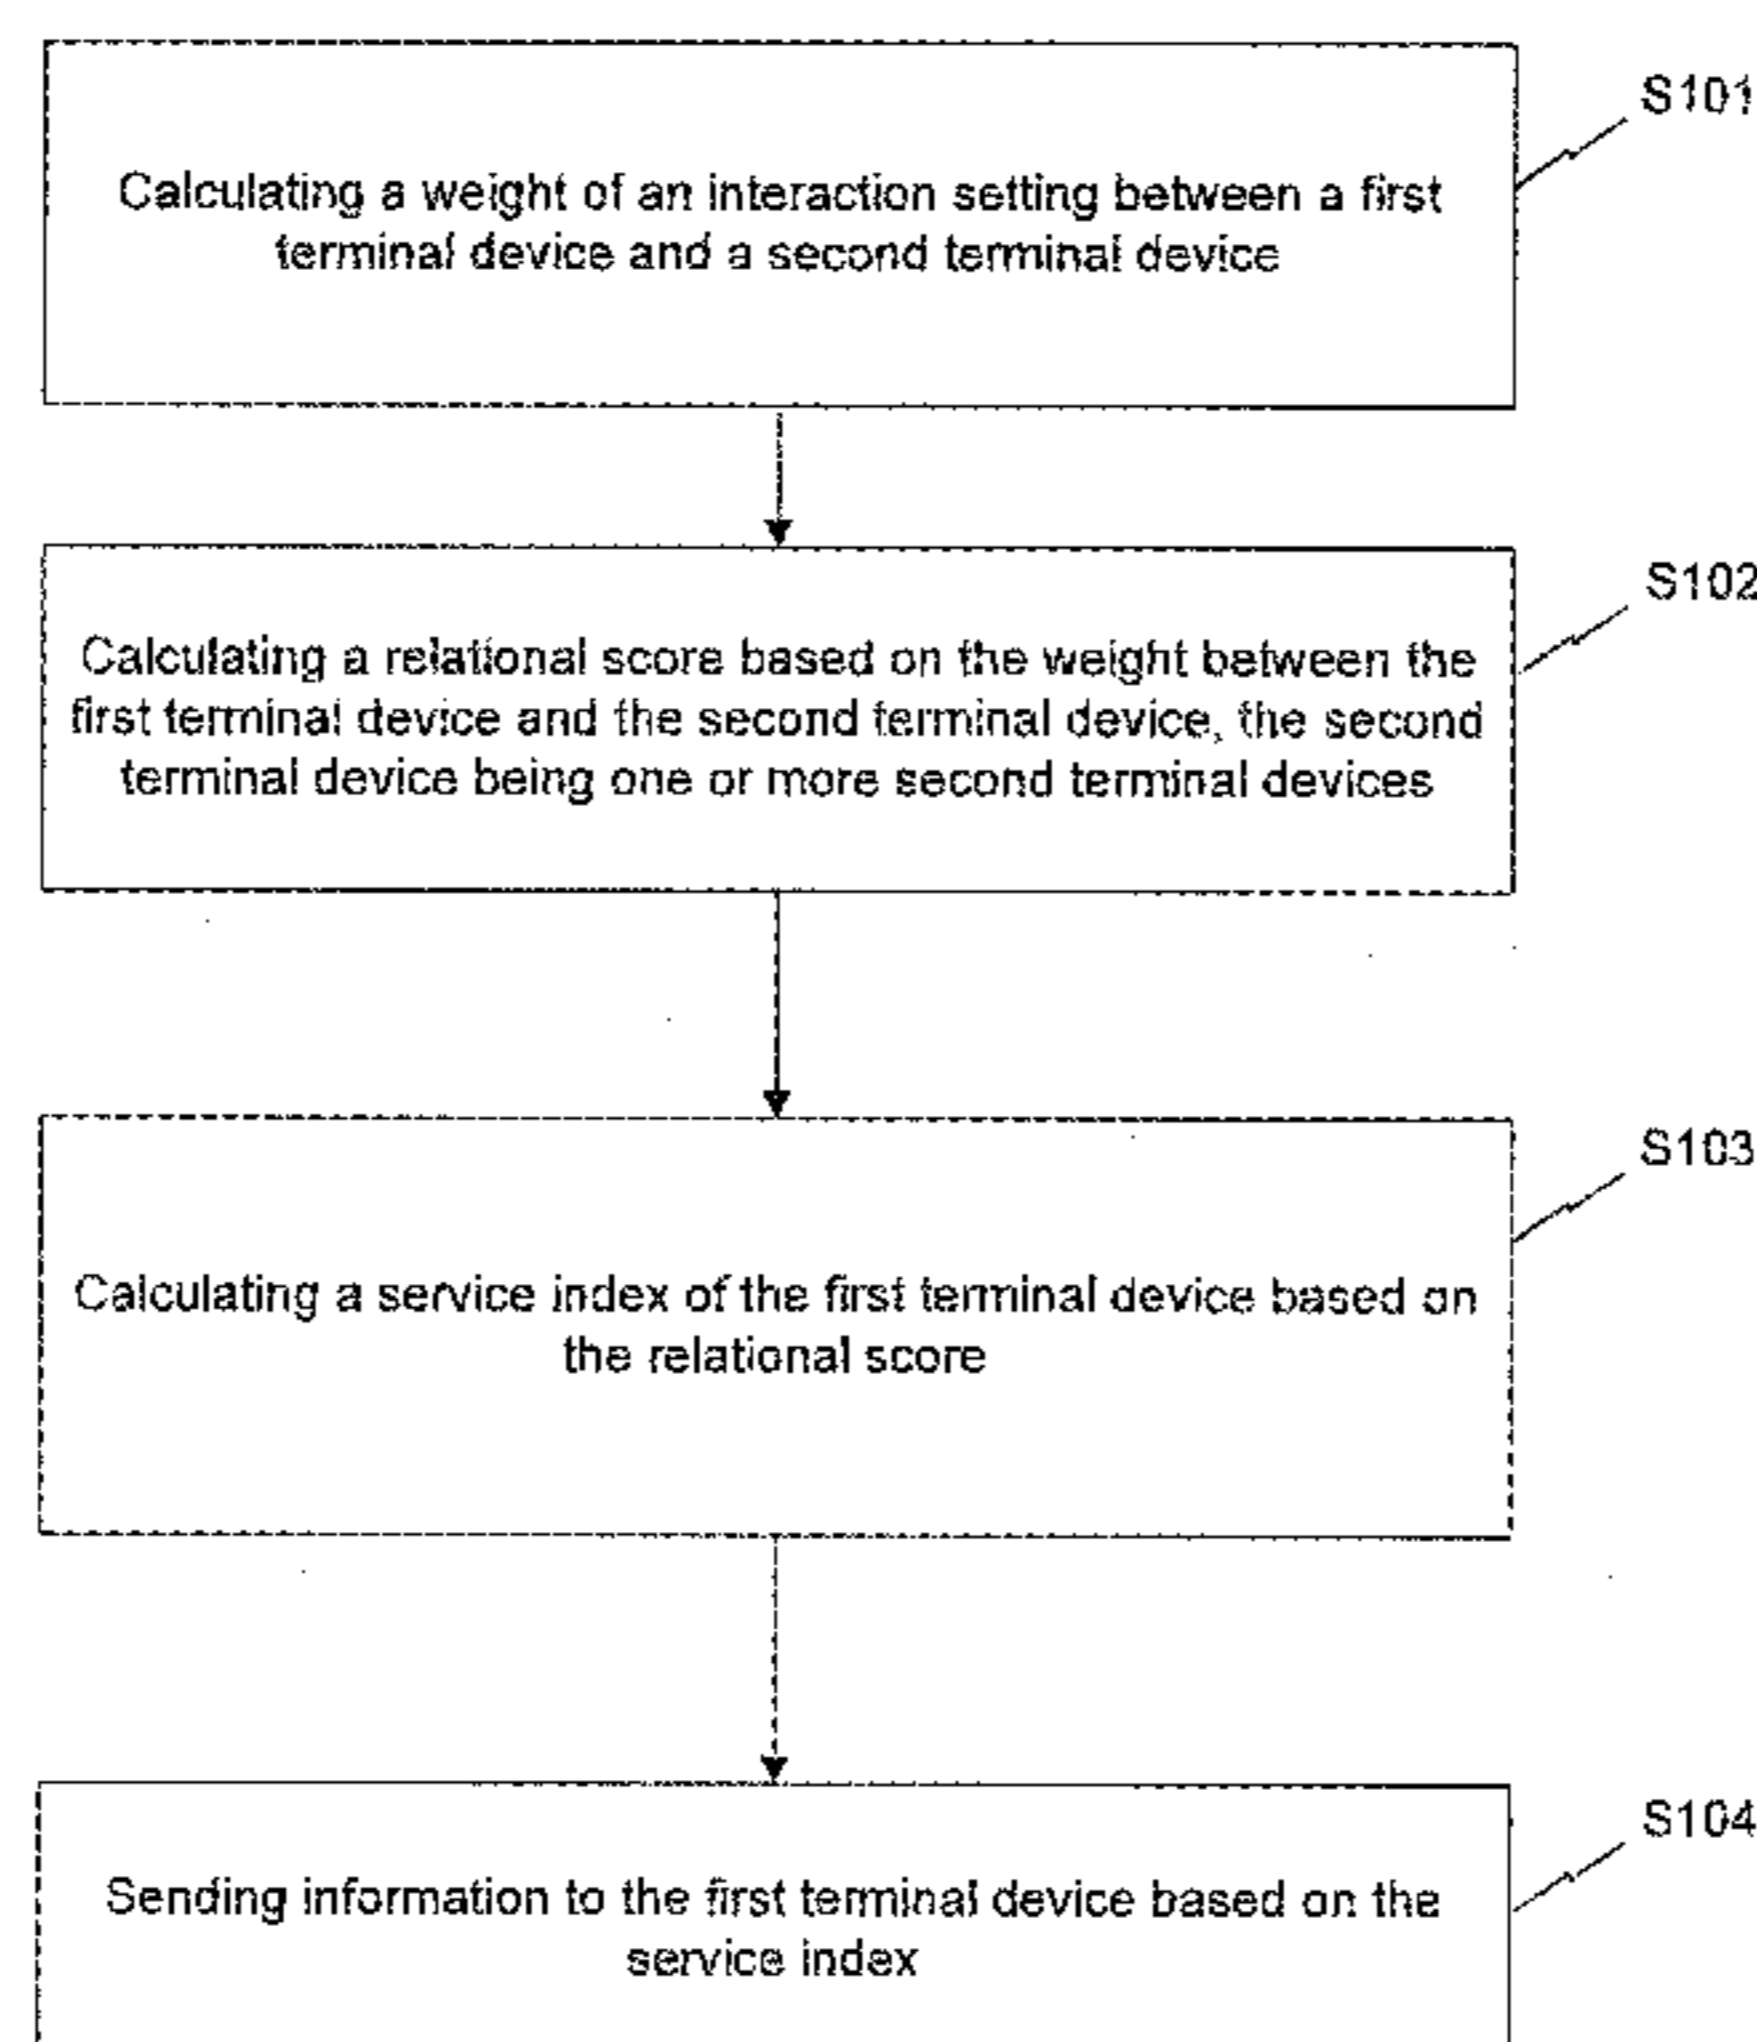 S101
Calculating a weight of an interaction setting between a first
terminal device and a second terminal device
S102
Calculating a relational score based on the weight between the
first terminal device and the second terminal device, the second
terminal device being one or more second terminal devices
S103
Calculating a service index of the first terminal device based on
the relational score
S104
Sending information to the first terminal device based on the
service index